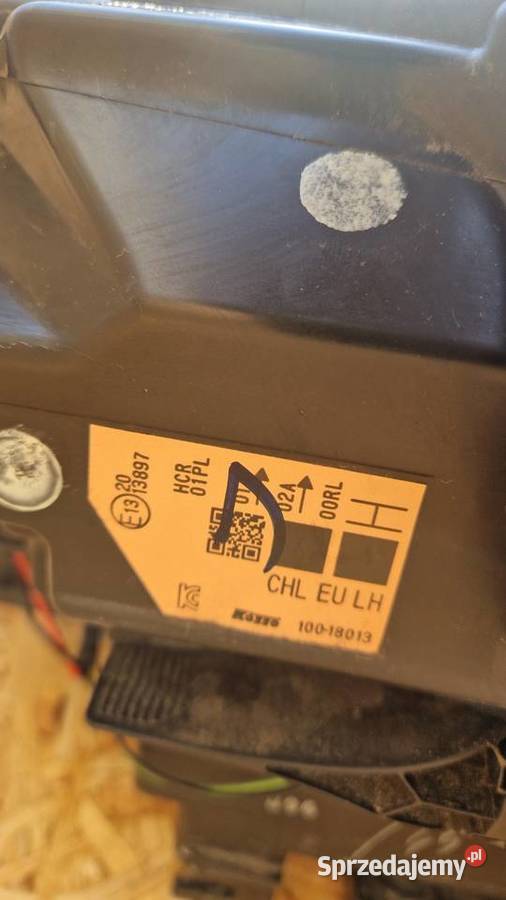 E13
20
13897
HCR
01PL
02A
00RL
H
CHL EU LH
KOITO
100-18013
Sprzedajemy.pl